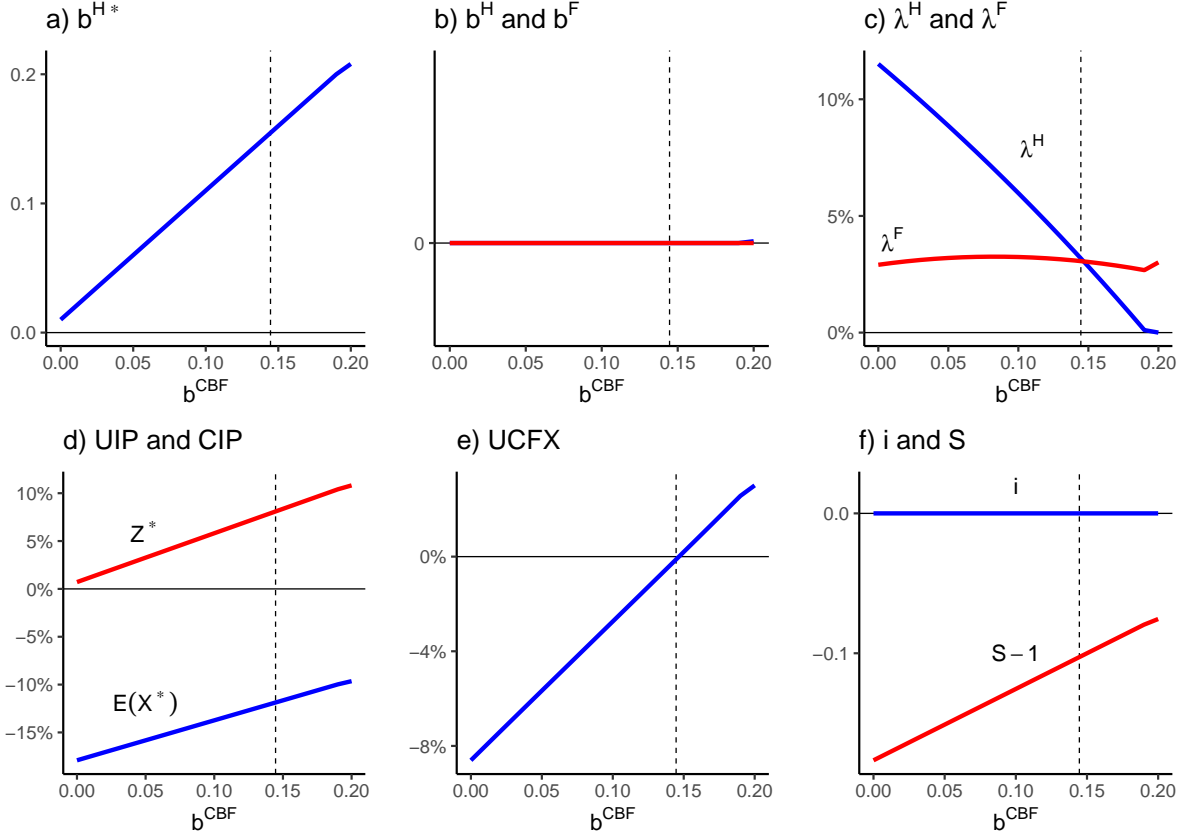 a) b^H *
b) b^H and b^F
c) λ^H and λ^F
0.2
0.1
0.0
0
10%
5%
0%
λ^H
λ^F
0.00 0.05 0.10 0.15 0.20
0.00 0.05 0.10 0.15 0.20
0.00 0.05 0.10 0.15 0.20
b^CBF
b^CBF
b^CBF
d) UIP and CIP
e) UCFX
f) i and S
10%
5%
0%
−5%
−10%
−15%
Z^*
E(X^*)
0%
−4%
−8%
0.0
−0.1
i
S − 1
0.00 0.05 0.10 0.15 0.20
0.00 0.05 0.10 0.15 0.20
0.00 0.05 0.10 0.15 0.20
b^CBF
b^CBF
b^CBF